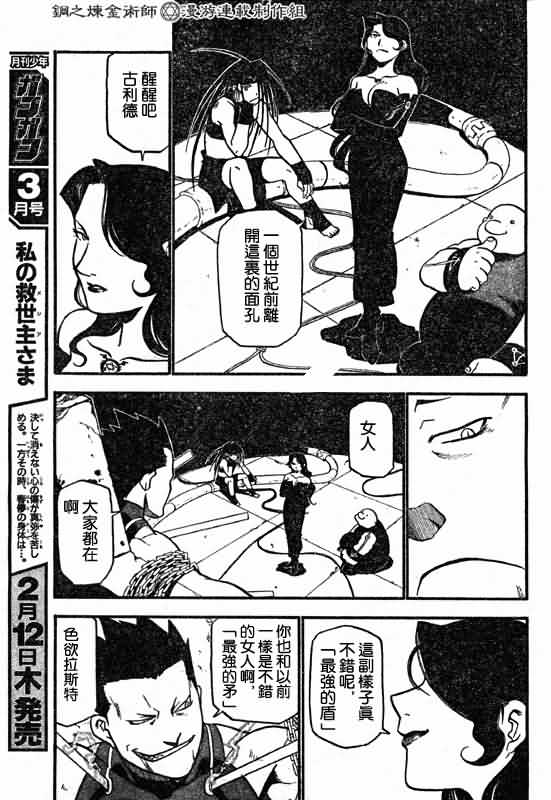 鋼之煉金術師 漫游連載制作組
一個世紀前離
開這裏的面孔
醒醒吧
古利德
女人
大家都在
啊
這副樣子真
不錯呢，
「最強的盾」
你也和以前
一樣是不錯
的女人啊，
「最強的矛」
色欲拉斯特
月刊少年
ガンガン
3
月号
私の救世主さま
メシア
決して消えない心の傷が真弥を苦し
める。一方その時、
の身体は…。
2月12日木発売